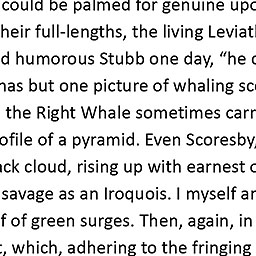 could be palmed for genuine upo
heir full-lengths, the living Leviat
d humorous Stubb one day, “he
has but one picture of whaling sc
the Right Whale sometimes carr
ofile of a pyramid. Even Scoresby,
ack cloud, rising up with earnest
savage as an Iroquois. I myself a
f of green surges. Then, again, in
, which, adhering to the fringing